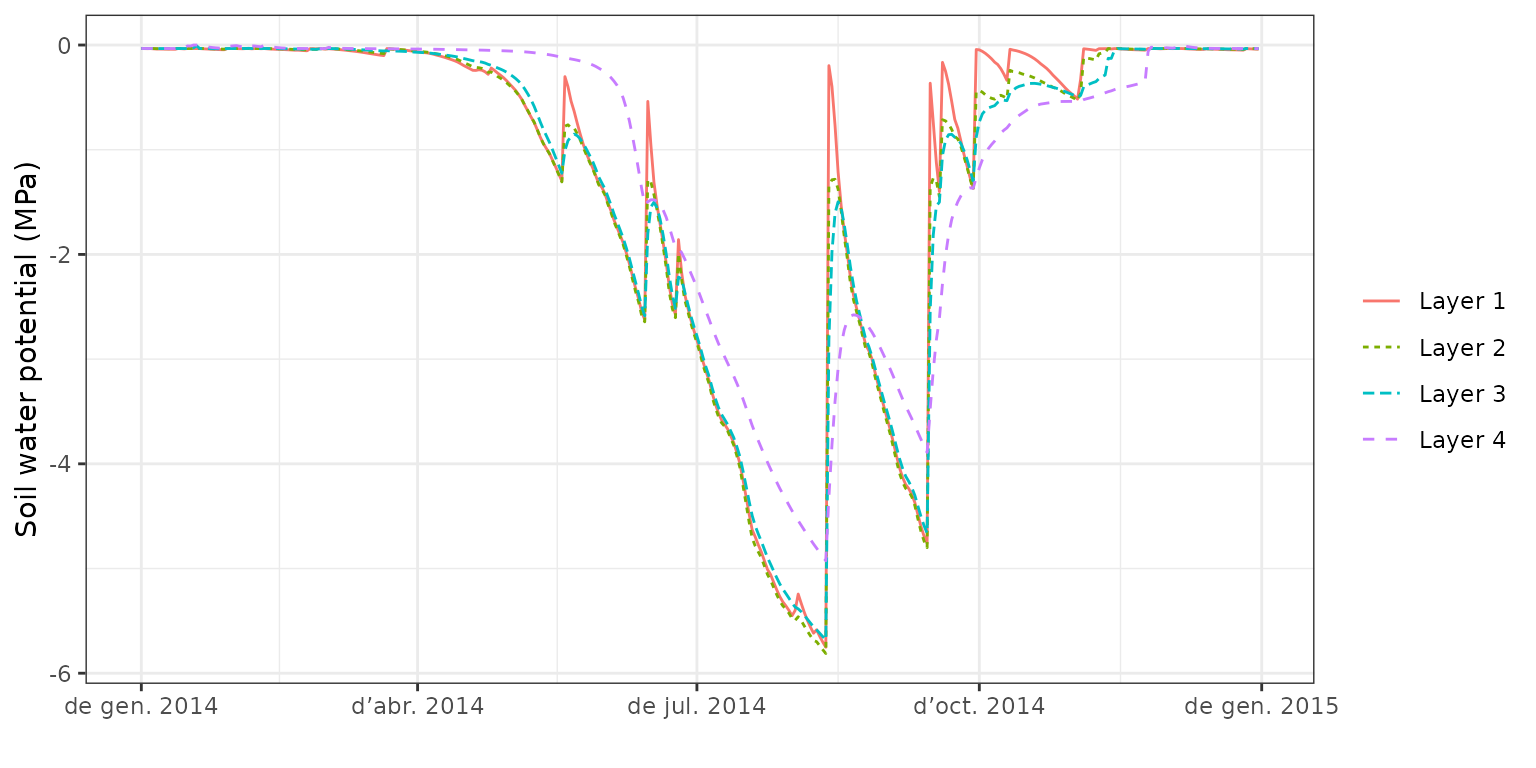 Soil water potential (MPa)
0
-2
-4
-6
de gen. 2014
d’abr. 2014
de jul. 2014
d’oct. 2014
de gen. 2015
Layer 1
Layer 2
Layer 3
Layer 4